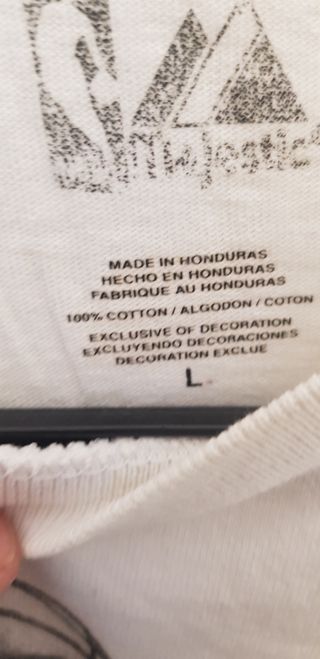 Majestic
MADE IN HONDURAS
HECHO EN HONDURAS
FABRIQUE AU HONDURAS
100% COTTON / ALGODON / COTON
EXCLUSIVE OF DECORATION
EXCLUYENDO DECORACIONES
DECORATION EXCLUE
L